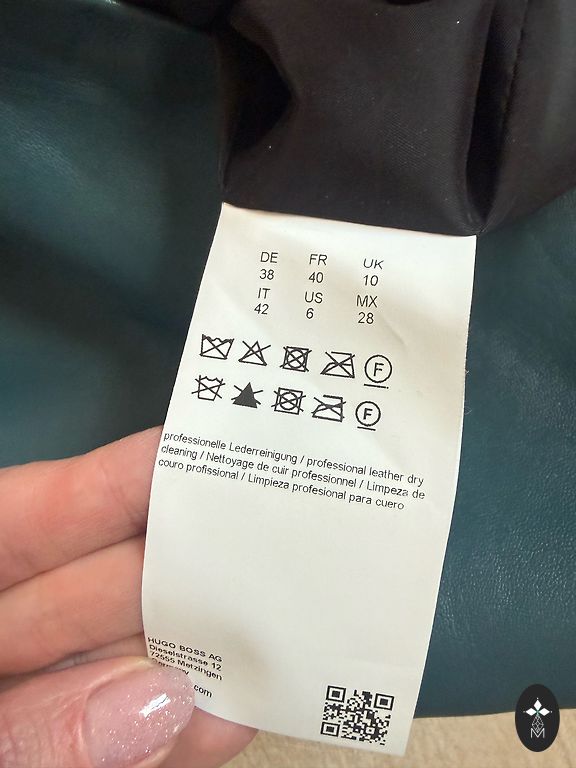 DE FR UK
38 40 10
IT US MX
42 6 28
F
F
professionelle Lederreinigung / professional leather dry
cleaning / Nettoyage de cuir professionnel / Limpeza de
couro profissional / Limpieza profesional para cuero
HUGO BOSS AG
Dieselstrasse 12
72555 Metzingen
.com
M